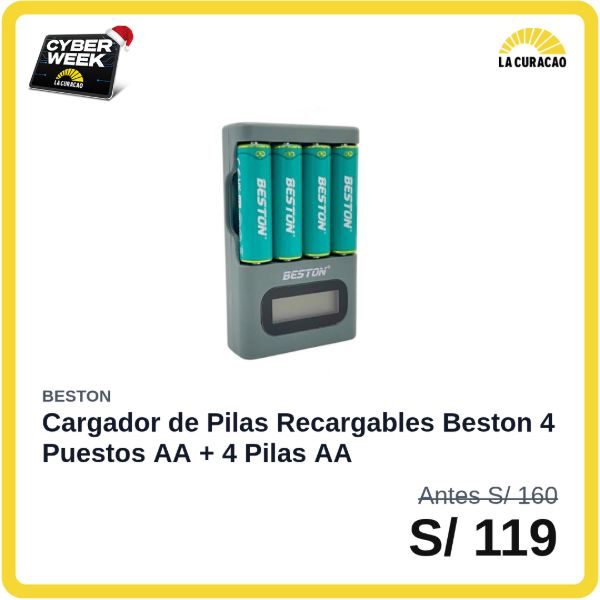 CYBER
WEEK
LA CURACAO
LA CURACAO
BESTON
BESTON
BESTON
BESTON
BESTON
Cargador de Pilas Recargables Beston 4
Puestos AA + 4 Pilas AA
Antes S/ 160
S/ 119